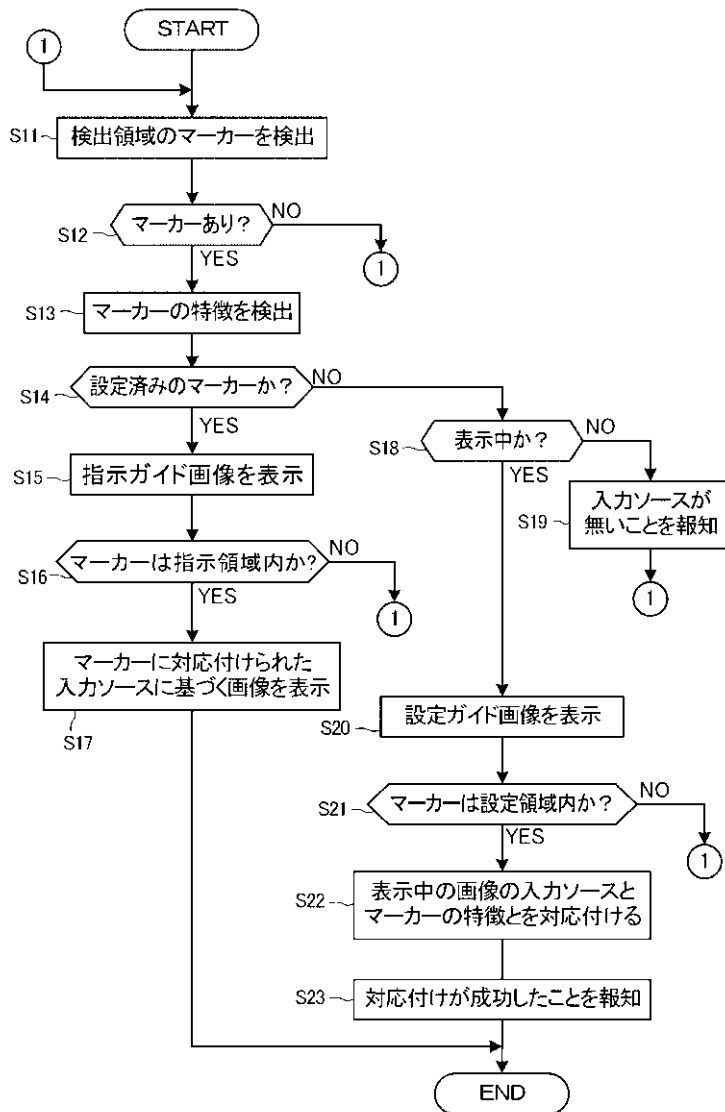 START
1
S11
検出領域のマーカーを検出
S12
マーカーあり?
NO
1
YES
S13
マーカーの特徴を検出
S14
設定済みのマーカーか?
NO
YES
S15
指示ガイド画像を表示
S16
マーカーは指示領域内か?
NO
1
YES
マーカーに対応付けられた
入力ソースに基づく画像を表示
S17
S18
表示中か?
NO
YES
S19
入力ソースが
無いことを報知
1
S20
設定ガイド画像を表示
S21
マーカーは設定領域内か?
NO
1
YES
S22
表示中の画像の入力ソースと
マーカーの特徴とを対応付ける
S23
対応付けが成功したことを報知
END